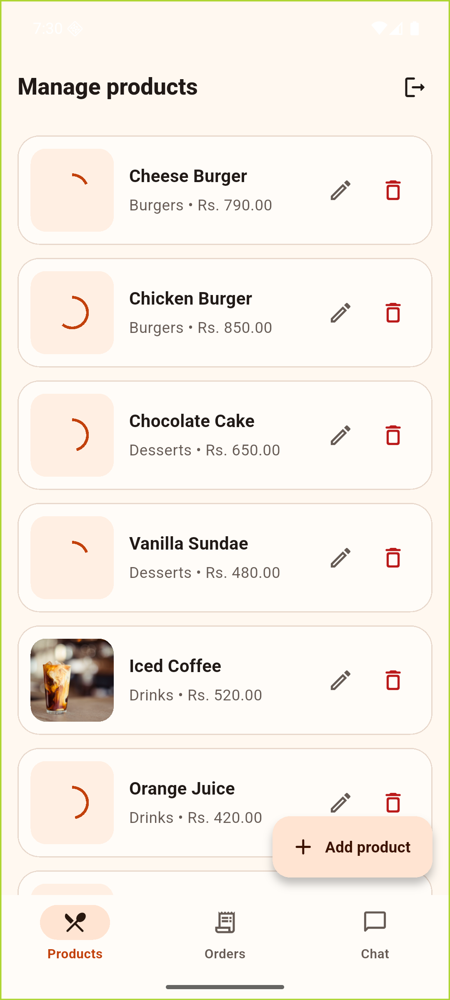 7:30
Manage products
Cheese Burger
Burgers • Rs. 790.00
Chicken Burger
Burgers • Rs. 850.00
Chocolate Cake
Desserts • Rs. 650.00
Vanilla Sundae
Desserts • Rs. 480.00
Iced Coffee
Drinks • Rs. 520.00
Orange Juice
Drinks • Rs. 420.00
Add product
Products
Orders
Chat